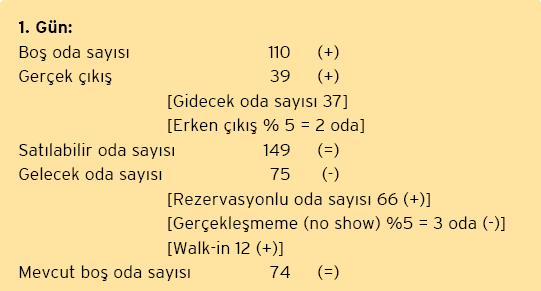 1. Gün:
Boş oda sayısı 110 (+)
Gerçek çıkış 39 (+)
[Gidecek oda sayısı 37]
[Erken çıkış % 5 = 2 oda]
Satılabilir oda sayısı 149 (=)
Gelecek oda sayısı 75 (-)
[Rezervasyonlu oda sayısı 66 (+)]
[Gerçekleşmeme (no show) %5 = 3 oda (-)]
[Walk-in 12 (+)]
Mevcut boş oda sayısı 74 (=)